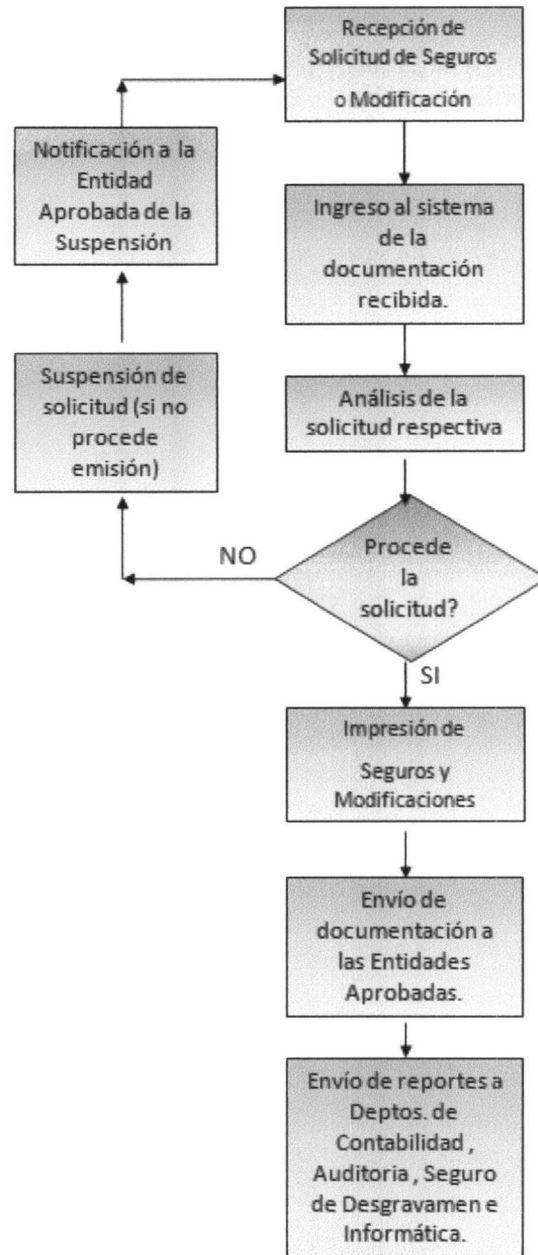 Recepción de
Solicitud de Seguros
o Modificación
Notificación a la
Entidad
Aprobada de la
Suspensión
Ingreso al sistema
de la
documentación
recibida.
Suspensión de
solicitud (si no
procede
emisión)
Análisis de la
solicitud respectiva
Procede
la
solicitud?
NO
SI
Impresión de
Seguros y
Modificaciones
Envío de
documentación a
las Entidades
Aprobadas.
Envío de reportes a
Deptos. de
Contabilidad ,
Auditoria , Seguro
de Desgravamen e
Informática.